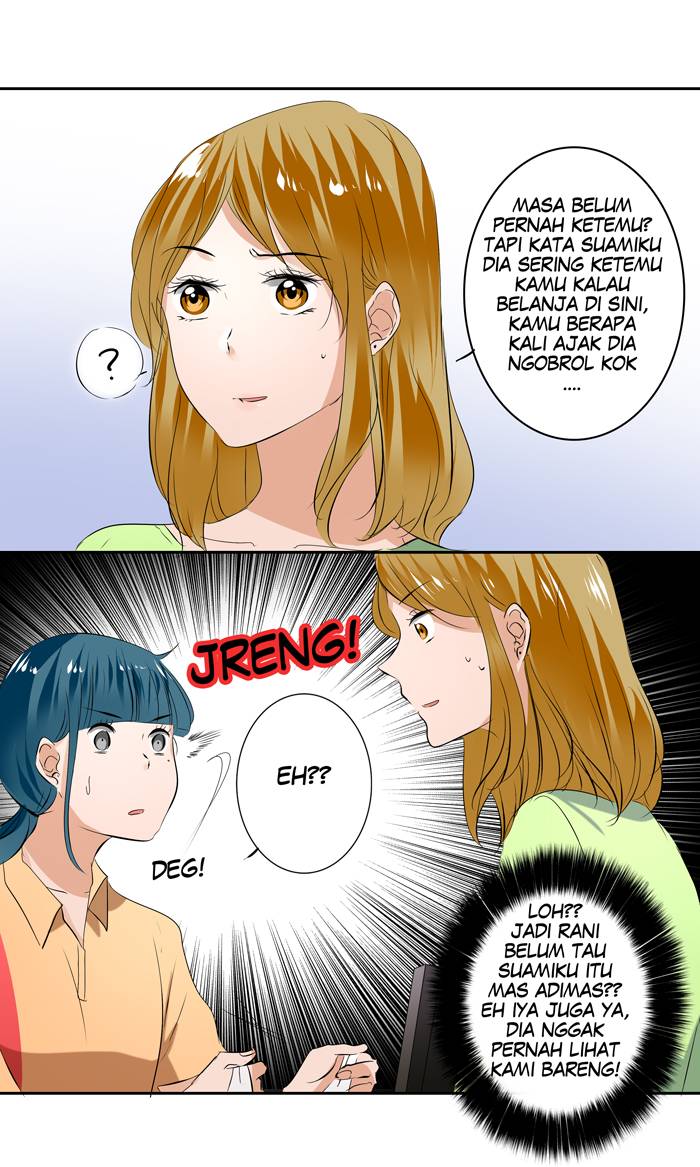 MASA BELUM
PERNAH KETEMU?
TAPI KATA SUAMIKU
DIA SERING KETEMU
KAMU KALAU
BELANJA DI SINI,
KAMU BERAPA
KALI AJAK DIA
NGOBROL KOK
....
?
JRENG!
EH??
DEG!
LOH??
JADI RANI
BELUM TAU
SUAMIKU ITU
MAS ADIMAS??
EH IYA JUGA YA,
DIA NGGAK
PERNAH LIHAT
KAMI BARENG!